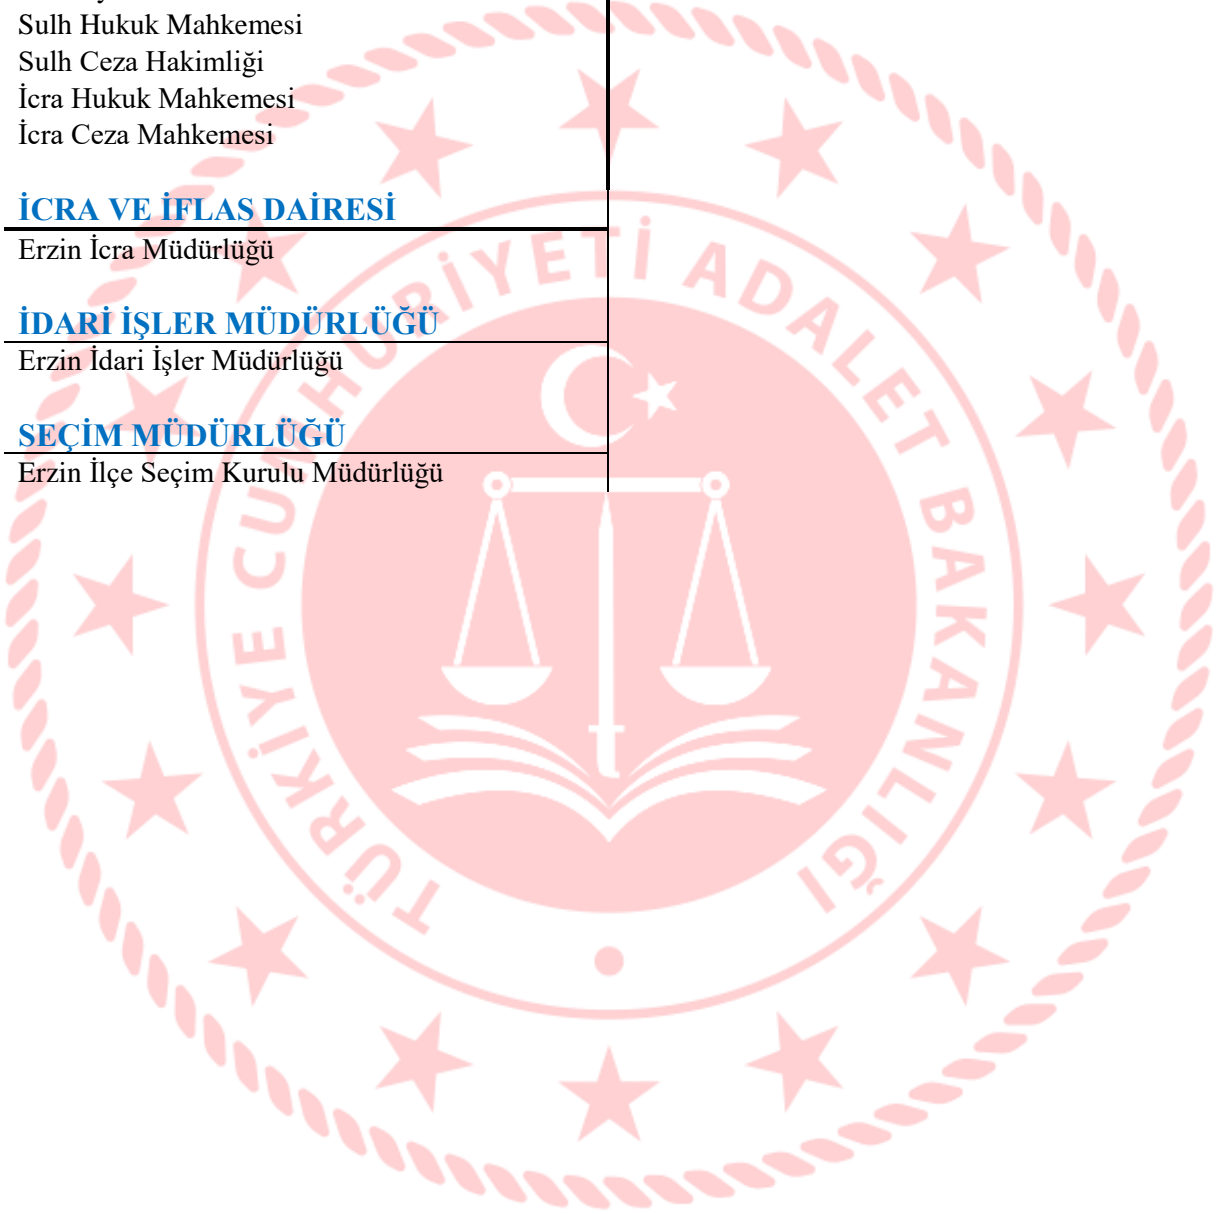 Sulh Hukuk Mahkemesi
Sulh Ceza Hakimliği
İcra Hukuk Mahkemesi
İcra Ceza Mahkemesi
İCRA VE İFLAS DAİRESİ
Erzin İcra Müdürlüğü
İDARİ İŞLER MÜDÜRLÜĞÜ
Erzin İdari İşler Müdürlüğü
SEÇİM MÜDÜRLÜĞÜ
Erzin İlçe Seçim Kurulu Müdürlüğü
TÜRKİYE CUMHURİYETİ ADALET BAKANLIĞI